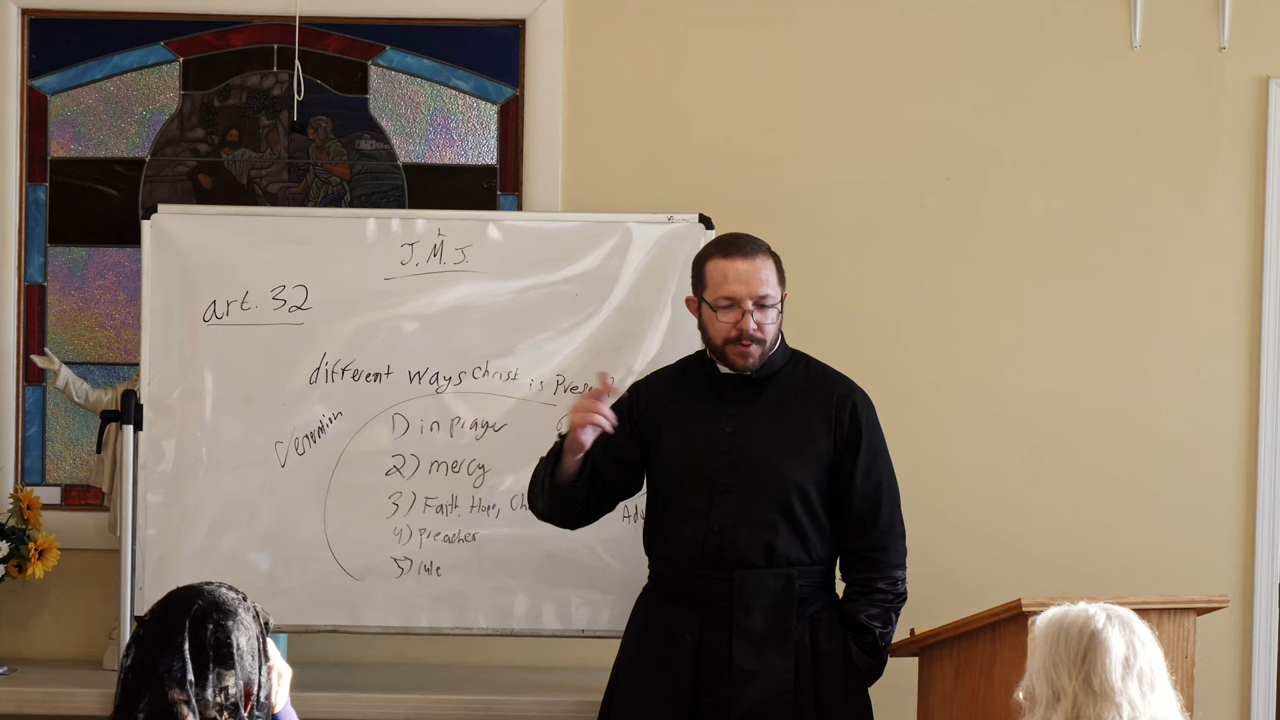 J.M.J.
art. 32
different ways Christ is
Veneration
1) in prayer
2) mercy
3) Faith, Hope,
4) Preacher
5) rule